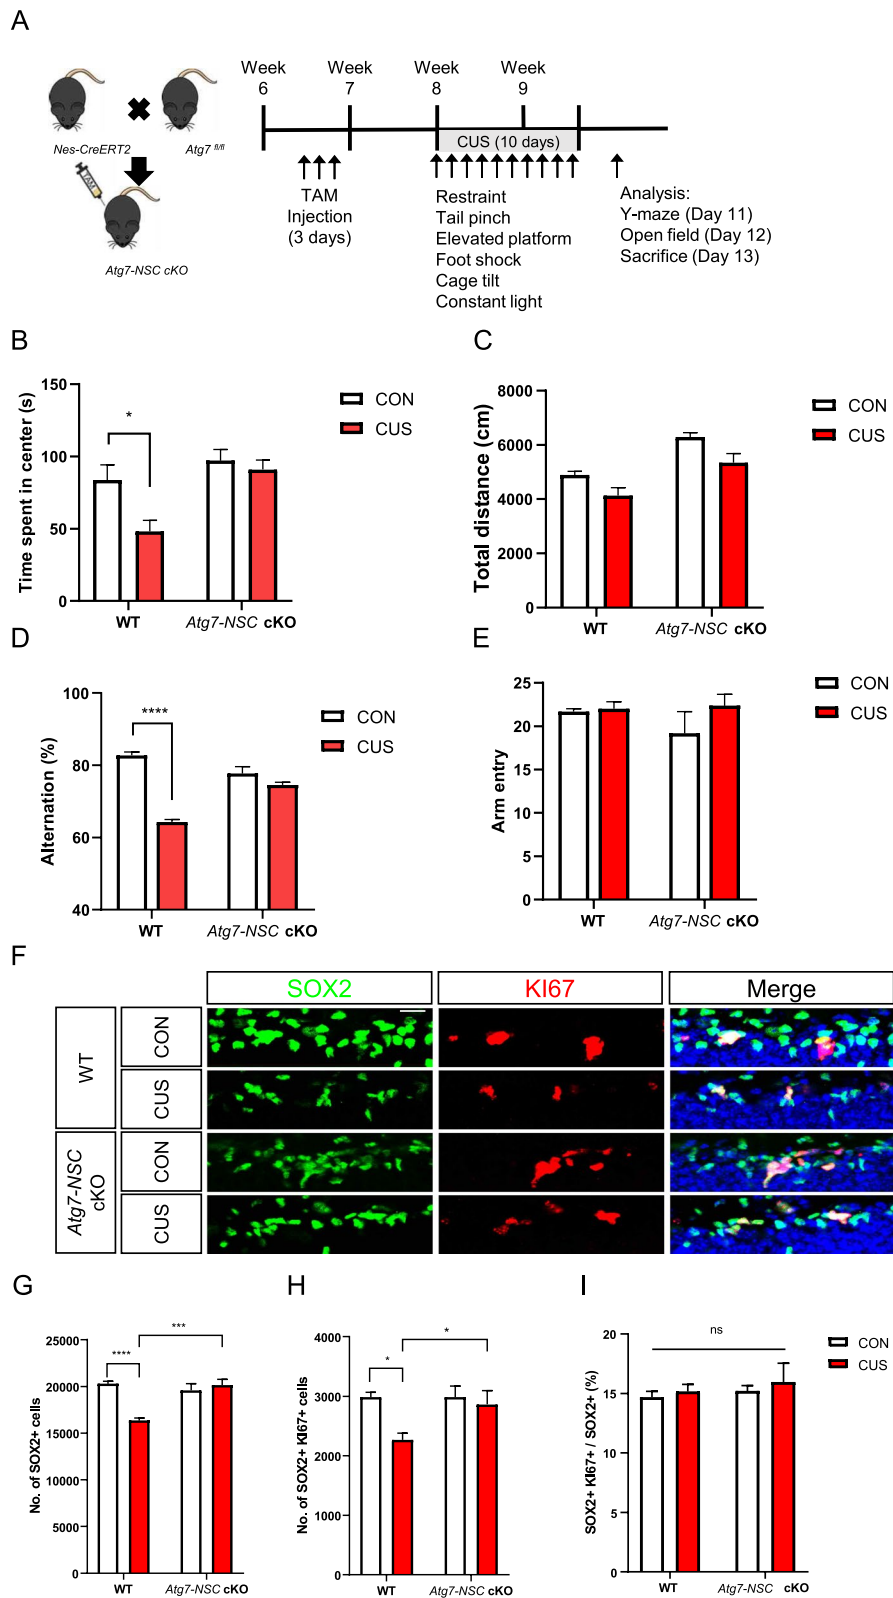 A
Week Week Week Week
6 7 8 9
Nes-CreERT2
Atg7 fl/fl
TAM
Atg7-NSC cKO
CUS (10 days)
TAM
Injection
(3 days)
Restraint
Tail pinch
Elevated platform
Foot shock
Cage tilt
Constant light
Analysis:
Y-maze (Day 11)
Open field (Day 12)
Sacrifice (Day 13)
B
Time spent in center (s)
150
100
50
0
*
CON
CUS
WT
Atg7-NSC cKO
C
Total distance (cm)
8000
6000
4000
2000
0
CON
CUS
WT
Atg7-NSC cKO
D
Alternation (%)
100
80
60
40
****
CON
CUS
WT
Atg7-NSC cKO
E
Arm entry
25
20
15
10
5
0
CON
CUS
WT
Atg7-NSC cKO
F
SOX2 KI67 Merge
WT
CON
CUS
Atg7-NSC
cKO
CON
CUS
G
No. of SOX2+ cells
25000
20000
15000
10000
5000
0
****
***
WT
Atg7-NSC cKO
H
No. of SOX2+ KI67+ cells
4000
3000
2000
1000
0
*
*
WT
Atg7-NSC cKO
I
SOX2+ KI67+ / SOX2+ (%)
20
15
10
5
0
ns
CON
CUS
WT
Atg7-NSC cKO